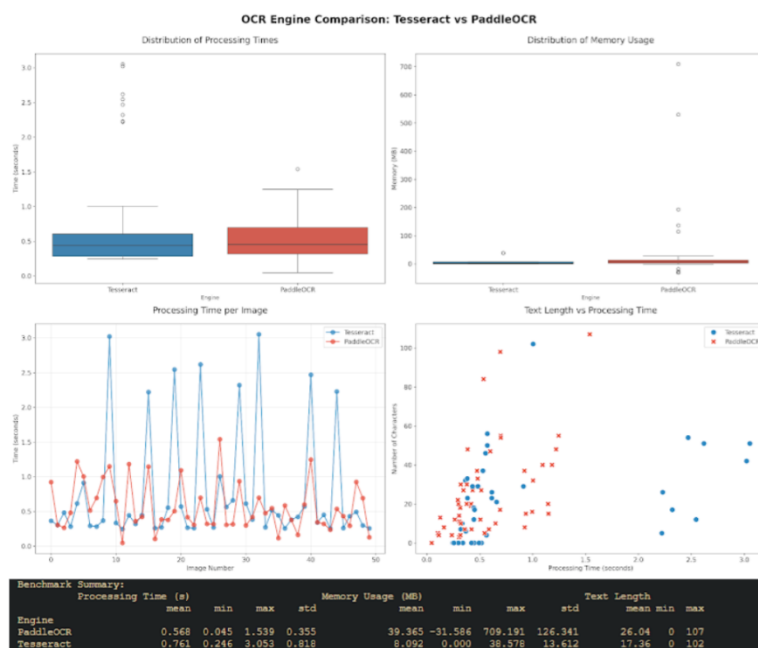 OCR Engine Comparison: Tesseract vs PaddleOCR
Distribution of Processing Times
Distribution of Memory Usage
Time (seconds)
3.0
2.5
2.0
1.5
1.0
0.5
0.0
Tesseract
PaddleOCR
Engine
Memory (MB)
700
600
500
400
300
200
100
0
Tesseract
PaddleOCR
Engine
Processing Time per Image
Text Length vs Processing Time
Time (seconds)
3.0
2.5
2.0
1.5
1.0
0.5
0.0
Tesseract
PaddleOCR
0 10 20 30 40 50
Image Number
Number of Characters
100
80
60
40
20
0
Tesseract
PaddleOCR
0.0 0.5 1.0 1.5 2.0 2.5 3.0
Processing Time (seconds)
Benchmark Summary:
Processing Time (s) Memory Usage (MB) Text Length
mean min max std mean min max std mean min max
Engine
PaddleOCR 0.568 0.045 1.539 0.355 39.365 -31.586 709.191 126.341 26.04 0 107
Tesseract 0.761 0.246 3.053 0.818 8.092 0.000 38.578 13.612 17.36 0 102